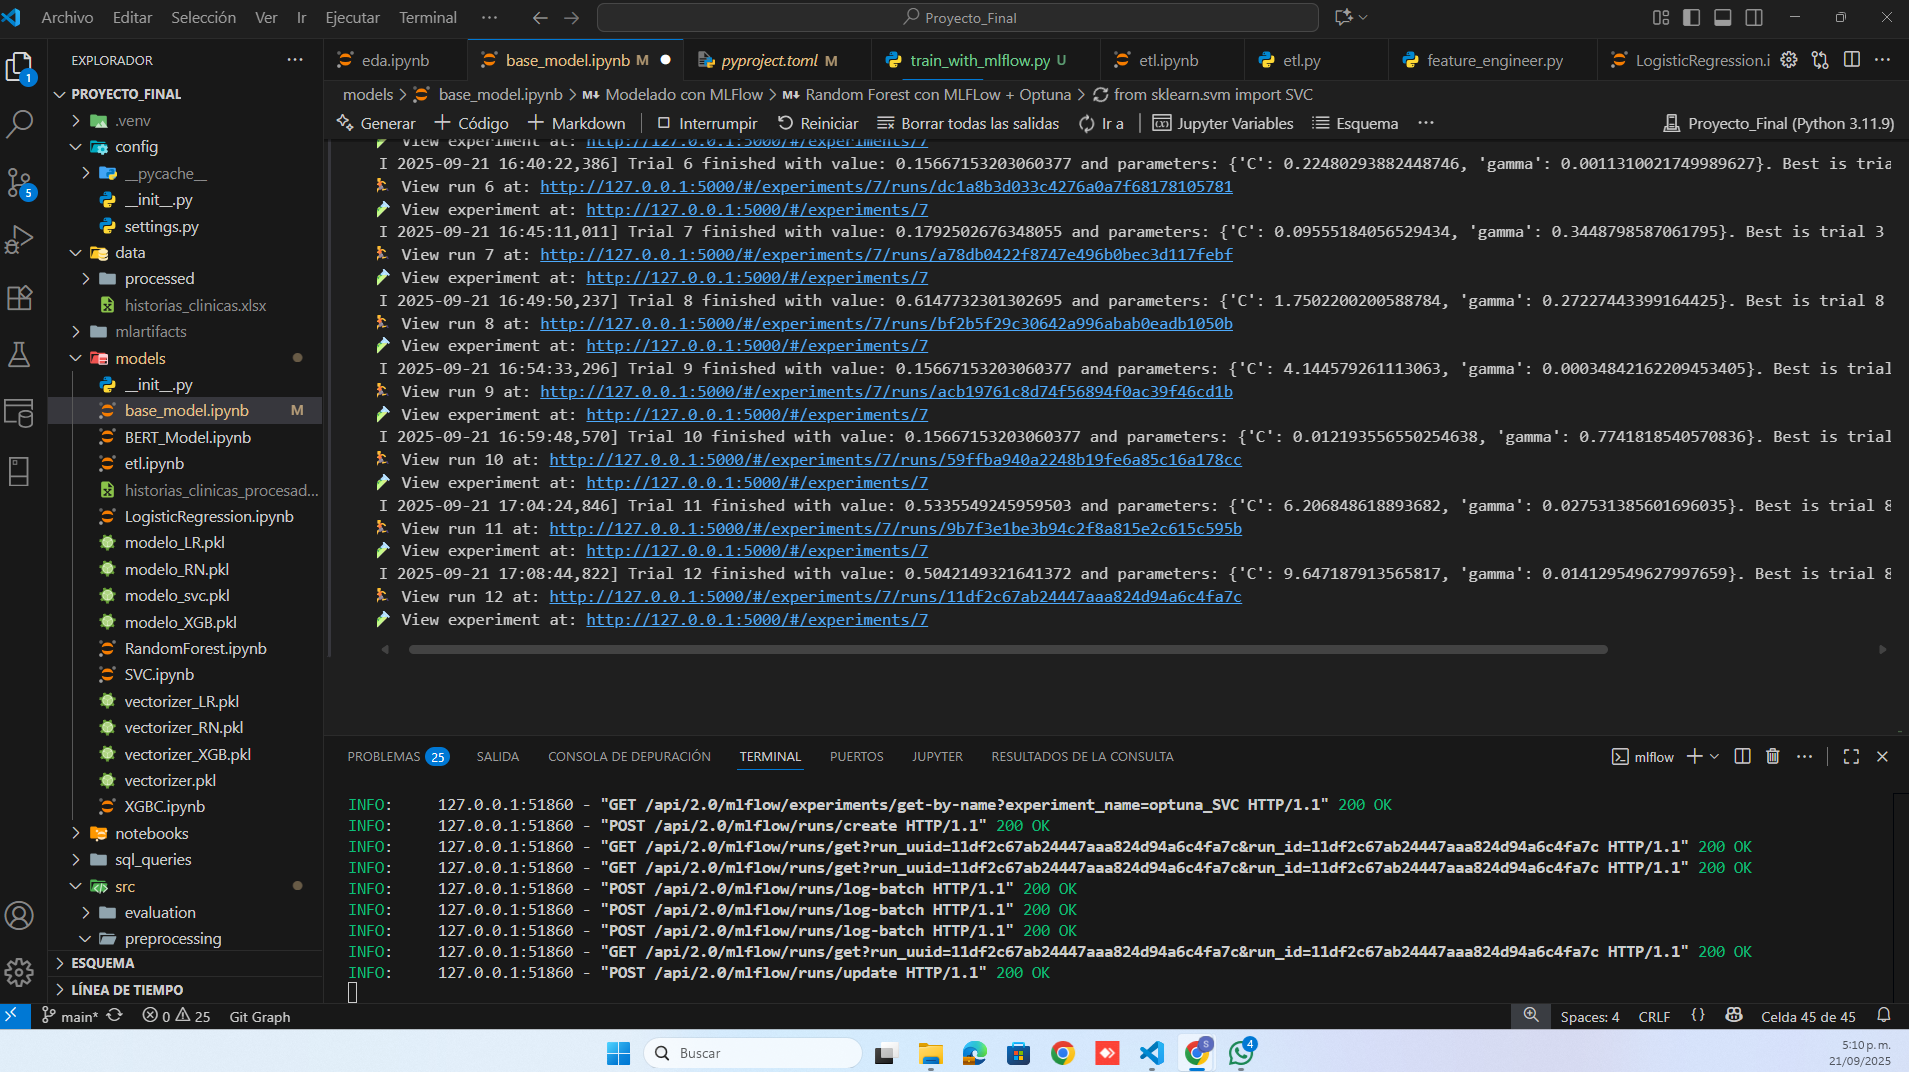 Archivo Editar Selección Ver Ir Ejecutar Terminal ··· Proyecto_Final
EXPLORADOR ···
PROYECTO_FINAL
.venv
config
__pycache__
__init__.py
settings.py
data
processed
historias_clinicas.xlsx
mlartifacts
models
__init__.py
base_model.ipynb M
BERT_Model.ipynb
etl.ipynb
historias_clinicas_procesad...
LogisticRegression.ipynb
modelo_LR.pkl
modelo_RN.pkl
modelo_svc.pkl
modelo_XGB.pkl
RandomForest.ipynb
SVC.ipynb
vectorizer_LR.pkl
vectorizer_RN.pkl
vectorizer_XGB.pkl
vectorizer.pkl
XGBC.ipynb
notebooks
sql_queries
src
evaluation
preprocessing
ESQUEMA
LÍNEA DE TIEMPO
1
5
eda.ipynb base_model.ipynb M pyproject.toml M train_with_mlflow.py U etl.ipynb etl.py feature_engineer.py LogisticRegression.i
models > base_model.ipynb > M↓ Modelado con MLFlow > M↓ Random Forest con MLFLow + Optuna > from sklearn.svm import SVC
Generar + Código + Markdown Interrumpir Reiniciar Borrar todas las salidas Ir a Jupyter Variables Esquema ··· Proyecto_Final (Python 3.11.9)
View experiment at: http://127.0.0.1:5000/#/experiments/7
I 2025-09-21 16:40:22,386] Trial 6 finished with value: 0.15667153203060377 and parameters: {'C': 0.22480293882448746, 'gamma': 0.0011310021749989627}. Best is tria
View run 6 at: http://127.0.0.1:5000/#/experiments/7/runs/dc1a8b3d033c4276a0a7f68178105781
View experiment at: http://127.0.0.1:5000/#/experiments/7
I 2025-09-21 16:45:11,011] Trial 7 finished with value: 0.1792502676348055 and parameters: {'C': 0.09555184056529434, 'gamma': 0.3448798587061795}. Best is trial 3
View run 7 at: http://127.0.0.1:5000/#/experiments/7/runs/a78db0422f8747e496b0bec3d117febf
View experiment at: http://127.0.0.1:5000/#/experiments/7
I 2025-09-21 16:49:50,237] Trial 8 finished with value: 0.6147732301302695 and parameters: {'C': 1.7502200200588784, 'gamma': 0.27227443399164425}. Best is trial 8
View run 8 at: http://127.0.0.1:5000/#/experiments/7/runs/bf2b5f29c30642a996abab0eadb1050b
View experiment at: http://127.0.0.1:5000/#/experiments/7
I 2025-09-21 16:54:33,296] Trial 9 finished with value: 0.15667153203060377 and parameters: {'C': 4.144579261113063, 'gamma': 0.00034842162209453405}. Best is trial
View run 9 at: http://127.0.0.1:5000/#/experiments/7/runs/acb19761c8d74f56894f0ac39f46cd1b
View experiment at: http://127.0.0.1:5000/#/experiments/7
I 2025-09-21 16:59:48,570] Trial 10 finished with value: 0.15667153203060377 and parameters: {'C': 0.012193556550254638, 'gamma': 0.7741818540570836}. Best is trial
View run 10 at: http://127.0.0.1:5000/#/experiments/7/runs/59ffba940a2248b19fe6a85c16a178cc
View experiment at: http://127.0.0.1:5000/#/experiments/7
I 2025-09-21 17:04:24,846] Trial 11 finished with value: 0.5335549245959503 and parameters: {'C': 6.206848618893682, 'gamma': 0.027531385601696035}. Best is trial 8
View run 11 at: http://127.0.0.1:5000/#/experiments/7/runs/9b7f3e1be3b94c2f8a815e2c615c595b
View experiment at: http://127.0.0.1:5000/#/experiments/7
I 2025-09-21 17:08:44,822] Trial 12 finished with value: 0.5042149321641372 and parameters: {'C': 9.647187913565817, 'gamma': 0.014129549627997659}. Best is trial 8
View run 12 at: http://127.0.0.1:5000/#/experiments/7/runs/11df2c67ab24447aaa824d94a6c4fa7c
View experiment at: http://127.0.0.1:5000/#/experiments/7
PROBLEMAS 25 SALIDA CONSOLA DE DEPURACIÓN TERMINAL PUERTOS JUPYTER RESULTADOS DE LA CONSULTA mlflow
INFO: 127.0.0.1:51860 - "GET /api/2.0/mlflow/experiments/get-by-name?experiment_name=optuna_SVC HTTP/1.1" 200 OK
INFO: 127.0.0.1:51860 - "POST /api/2.0/mlflow/runs/create HTTP/1.1" 200 OK
INFO: 127.0.0.1:51860 - "GET /api/2.0/mlflow/runs/get?run_uuid=11df2c67ab24447aaa824d94a6c4fa7c&run_id=11df2c67ab24447aaa824d94a6c4fa7c HTTP/1.1" 200 OK
INFO: 127.0.0.1:51860 - "GET /api/2.0/mlflow/runs/get?run_uuid=11df2c67ab24447aaa824d94a6c4fa7c&run_id=11df2c67ab24447aaa824d94a6c4fa7c HTTP/1.1" 200 OK
INFO: 127.0.0.1:51860 - "POST /api/2.0/mlflow/runs/log-batch HTTP/1.1" 200 OK
INFO: 127.0.0.1:51860 - "POST /api/2.0/mlflow/runs/log-batch HTTP/1.1" 200 OK
INFO: 127.0.0.1:51860 - "POST /api/2.0/mlflow/runs/log-batch HTTP/1.1" 200 OK
INFO: 127.0.0.1:51860 - "GET /api/2.0/mlflow/runs/get?run_uuid=11df2c67ab24447aaa824d94a6c4fa7c&run_id=11df2c67ab24447aaa824d94a6c4fa7c HTTP/1.1" 200 OK
INFO: 127.0.0.1:51860 - "POST /api/2.0/mlflow/runs/update HTTP/1.1" 200 OK
main* 0 25 Git Graph Spaces: 4 CRLF {} Celda 45 de 45
Buscar S 4
5:10 p. m.
21/09/2025